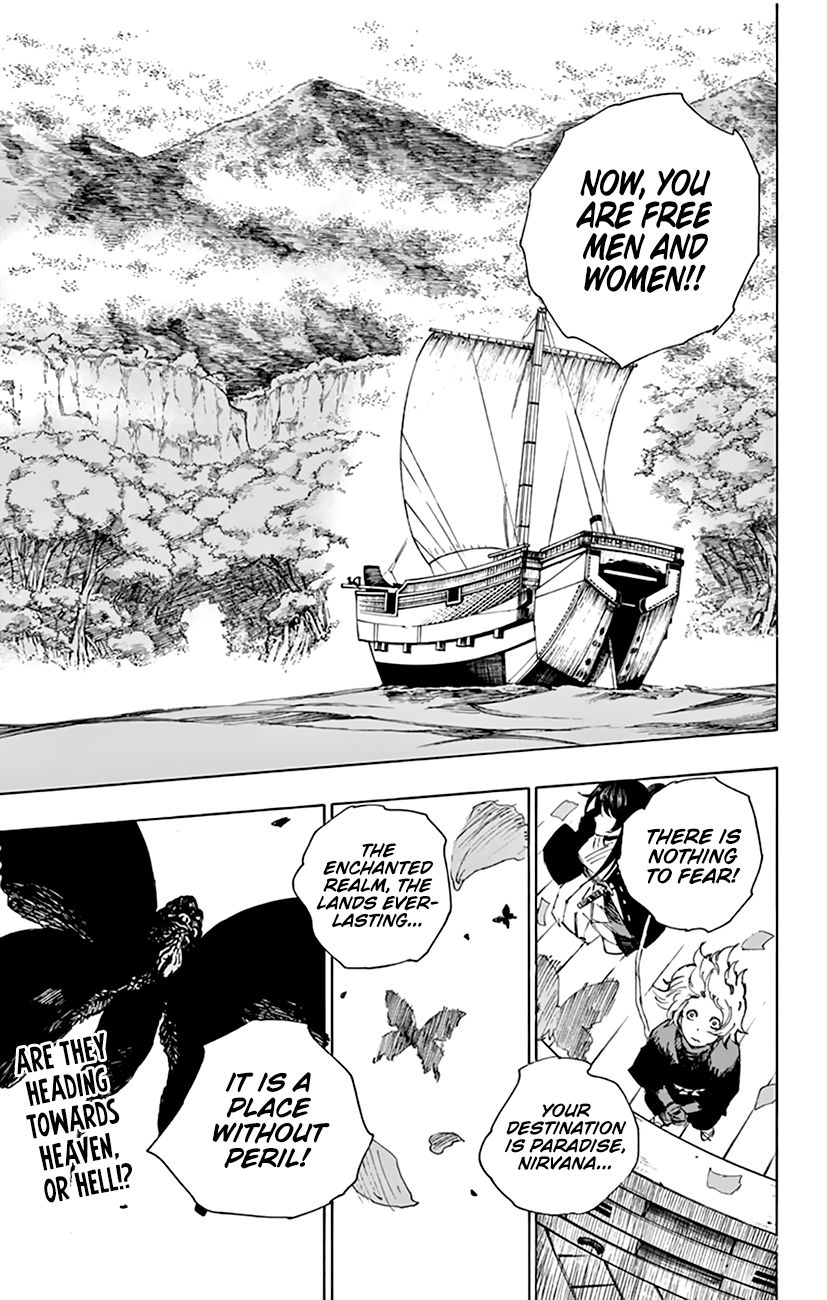 NOW, YOU
ARE FREE
MEN AND
WOMEN!!
THERE IS
NOTHING
TO FEAR!
YOUR
DESTINATION
IS PARADISE,
NIRVANA...
THE
ENCHANTED
REALM, THE
LANDS EVER-
LASTING...
IT IS A
PLACE
WITHOUT
PERIL!
ARE THEY
HEADING
TOWARDS
HEAVEN,
OR HELL!?